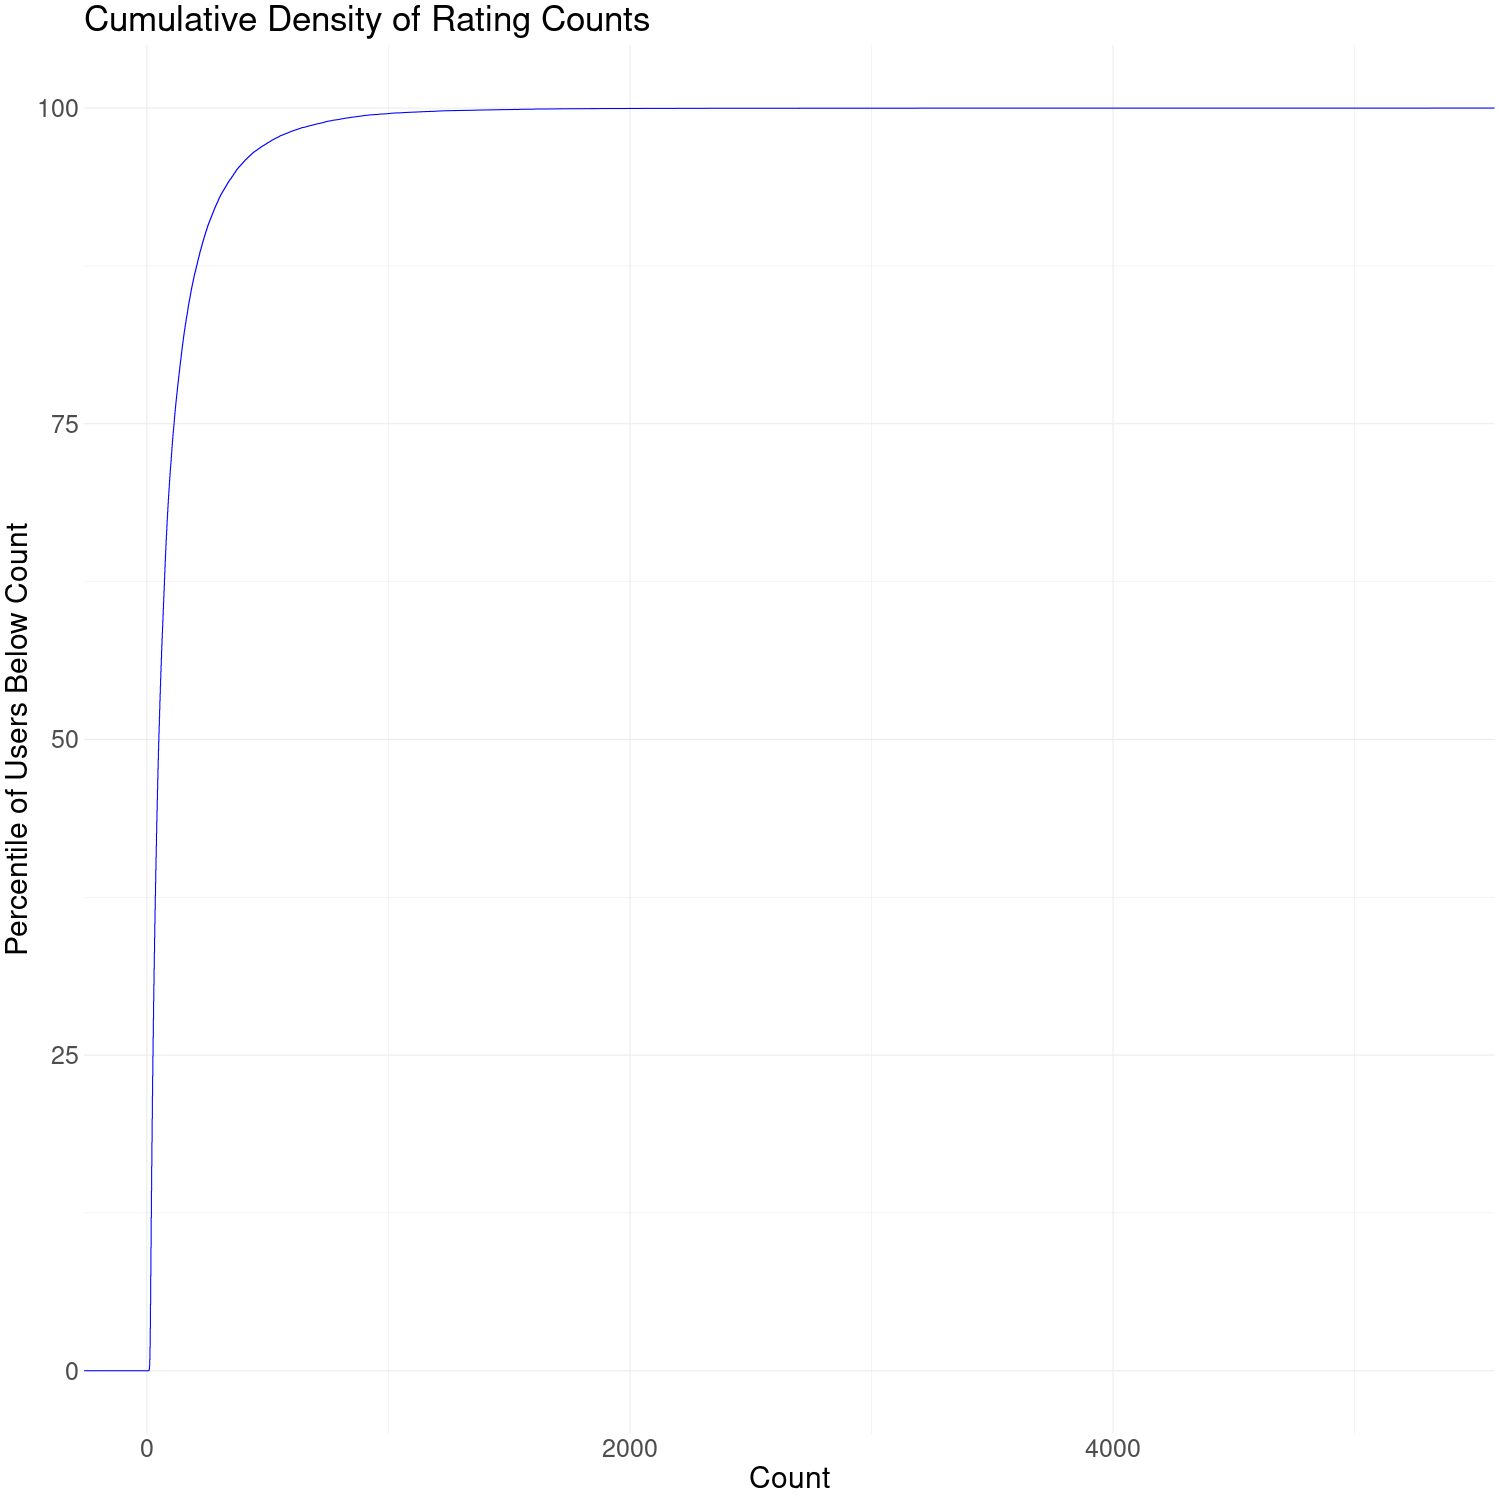 Cumulative Density of Rating Counts
100
75
50
25
0
Percentile of Users Below Count
0 2000 4000
Count